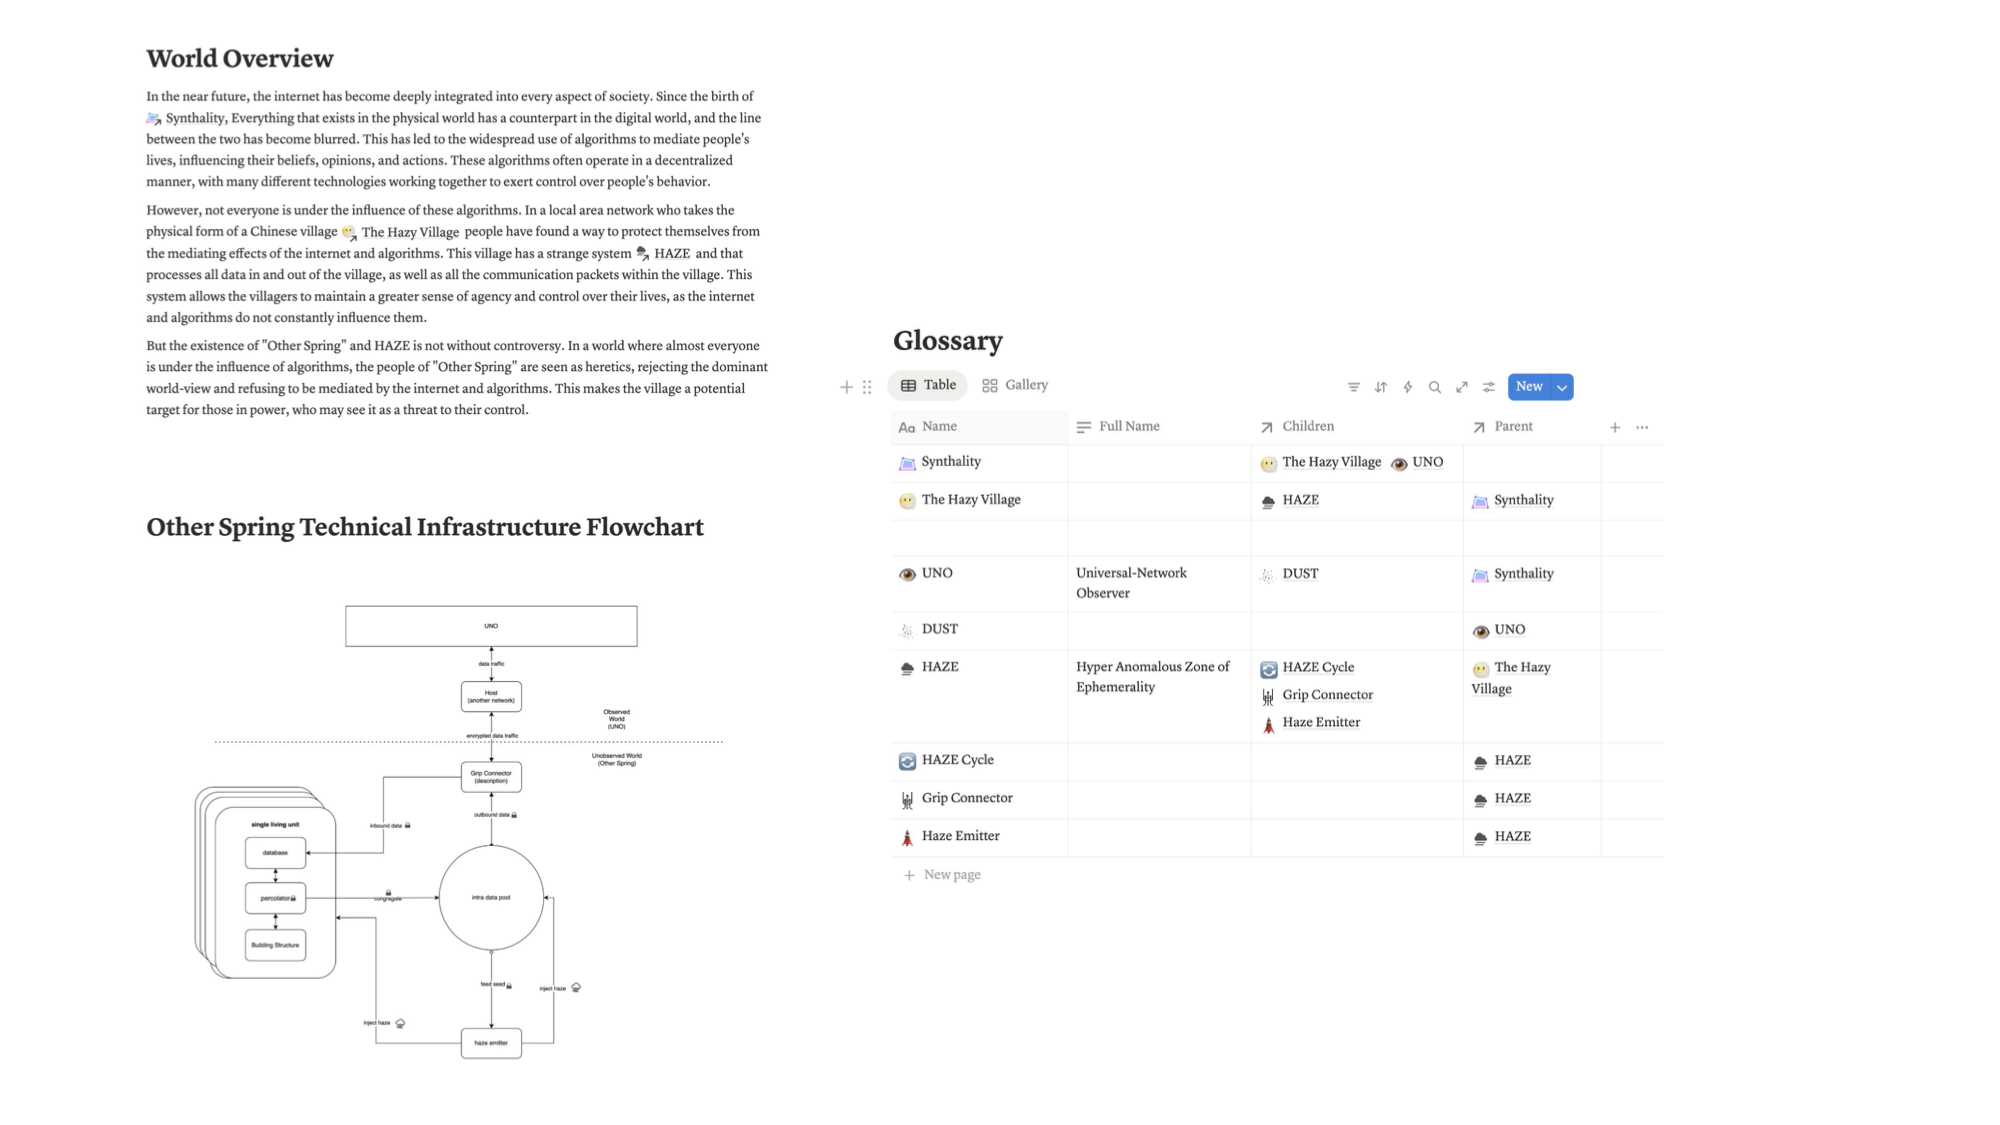 World Overview
In the near future, the internet has become deeply integrated into every aspect of society. Since the birth of
Synthality, Everything that exists in the physical world has a counterpart in the digital world, and the line
between the two has become blurred. This has led to the widespread use of algorithms to mediate people's
lives, influencing their beliefs, opinions, and actions. These algorithms often operate in a decentralized
manner, with many different technologies working together to exert control over people's behavior.
However, not everyone is under the influence of these algorithms. In a local area network who takes the
physical form of a Chinese village The Hazy Village people have found a way to protect themselves from
the mediating effects of the internet and algorithms. This village has a strange system HAZE and that
processes all data in and out of the village, as well as all the communication packets within the village. This
system allows the villagers to maintain a greater sense of agency and control over their lives, as the internet
and algorithms do not constantly influence them.
But the existence of "Other Spring" and HAZE is not without controversy. In a world where almost everyone
is under the influence of algorithms, the people of "Other Spring" are seen as heretics, rejecting the dominant
world-view and refusing to be mediated by the internet and algorithms. This makes the village a potential
target for those in power, who may see it as a threat to their control.
Other Spring Technical Infrastructure Flowchart
UNO
data traffic
Host
(another network)
Observed
World
(UNO)
encrypted data traffic
Unobserved World
(Other Spring)
Grip Connector
(description)
outbound data
inbound data
single living unit
database
percolator
congregate
intra data pool
Building Structure
feed seed
inject haze
inject haze
haze emitter
Glossary
Table Gallery
New
Aa Name Full Name Children Parent
Synthality The Hazy Village UNO
The Hazy Village HAZE Synthality
UNO Universal-Network DUST Synthality
Observer
DUST UNO
HAZE Hyper Anomalous Zone of HAZE Cycle The Hazy
Ephemerality Grip Connector Village
Haze Emitter
HAZE Cycle HAZE
Grip Connector HAZE
Haze Emitter HAZE
New page